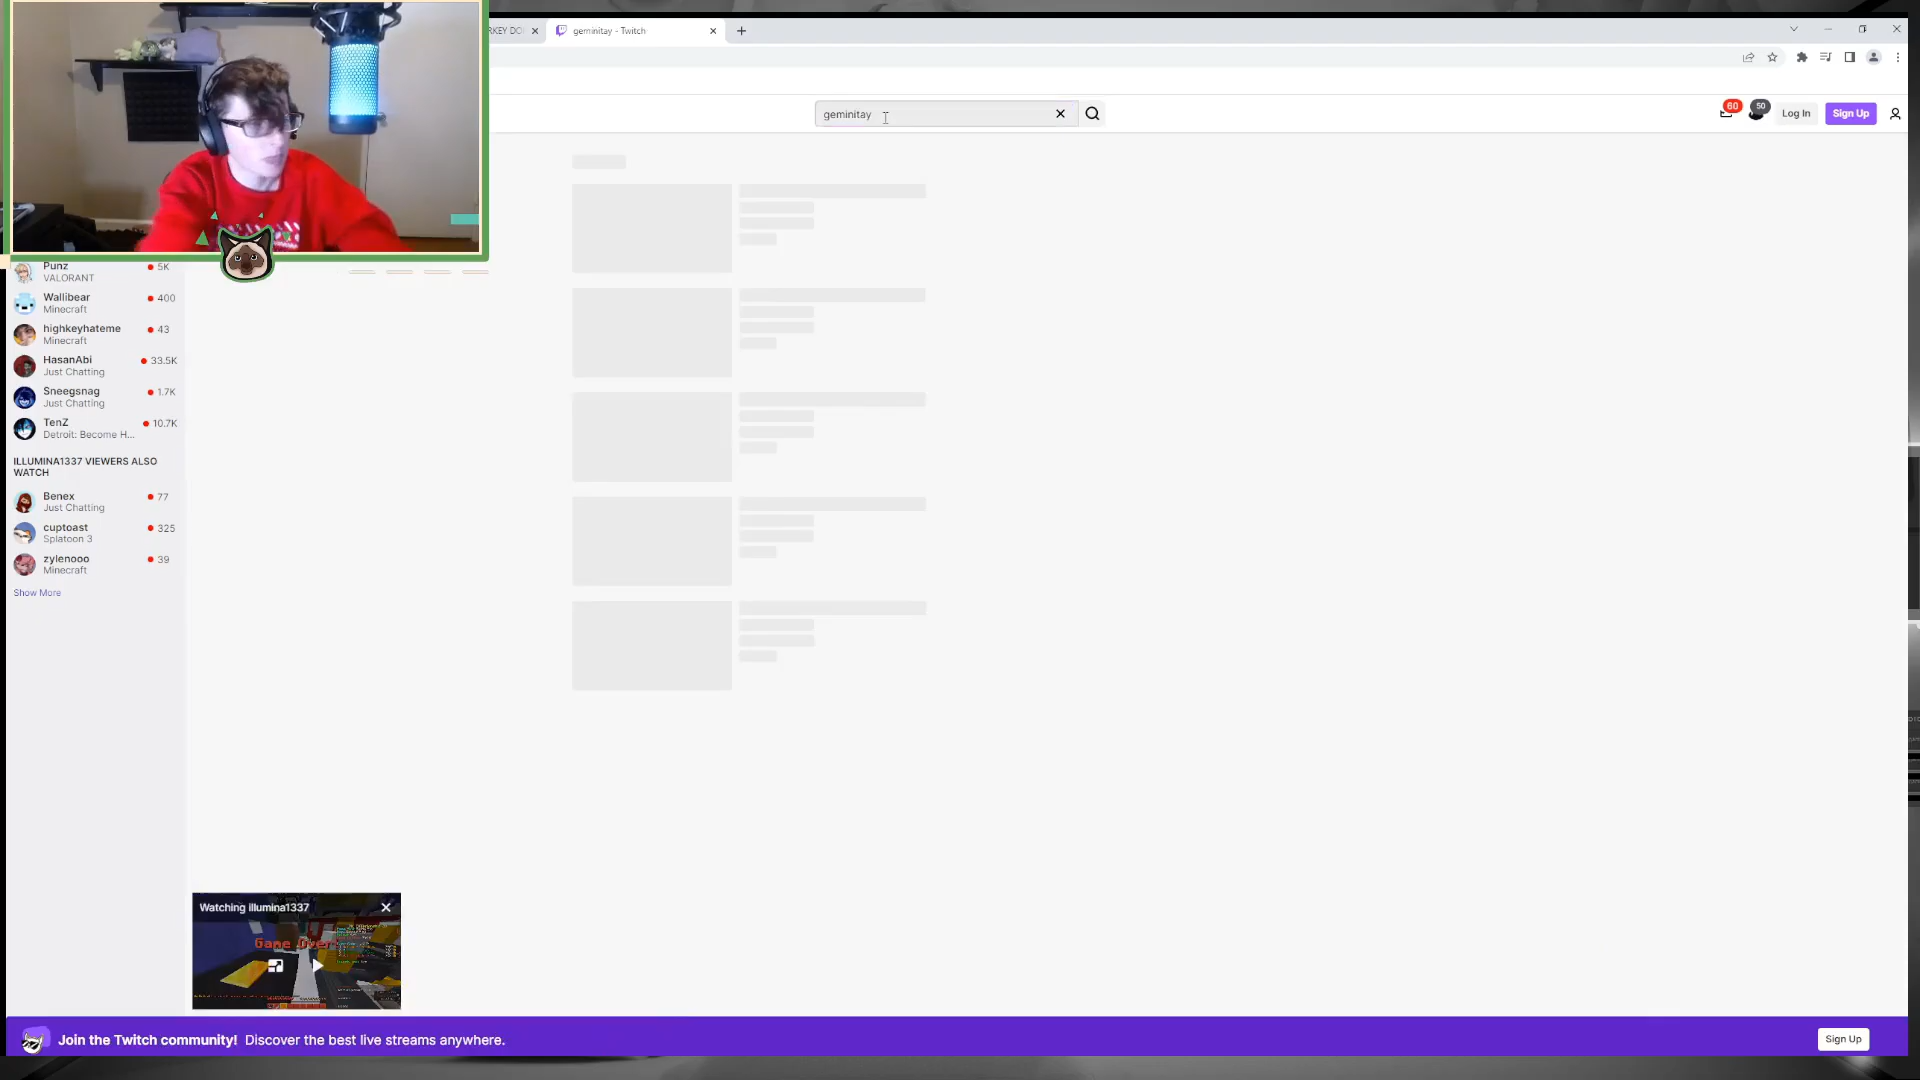 RKEY DO
geminitay - Twitch
geminitay
60
50
Log In
Sign Up
Punz
5K
VALORANT
Wallibear
400
Minecraft
highkeyhateme
43
Minecraft
HasanAbi
33.5K
Just Chatting
Sneegsnag
1.7K
Just Chatting
TenZ
10.7K
Detroit: Become H...
ILLUMINA1337 VIEWERS ALSO
WATCH
Benex
77
Just Chatting
cuptoast
325
Splatoon 3
zylenooo
39
Minecraft
Show More
Watching illumina1337
Game Over
Join the Twitch community! Discover the best live streams anywhere.
Sign Up